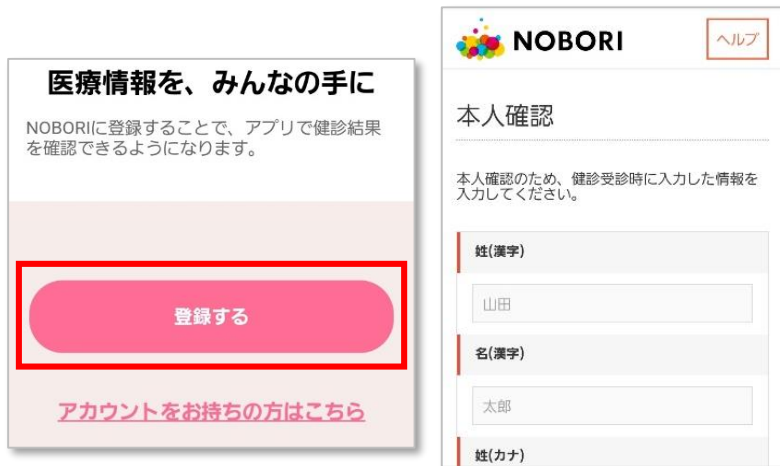 医療情報を、みんなの手に
NOBORIに登録することで、アプリで健診結果
を確認できるようになります。
登録する
アカウントをお持ちの方はこちら
NOBORI
ヘルプ
本人確認
本人確認のため、健診受診時に入力した情報を
入力してください。
姓(漢字)
山田
名(漢字)
太郎
姓(カナ)